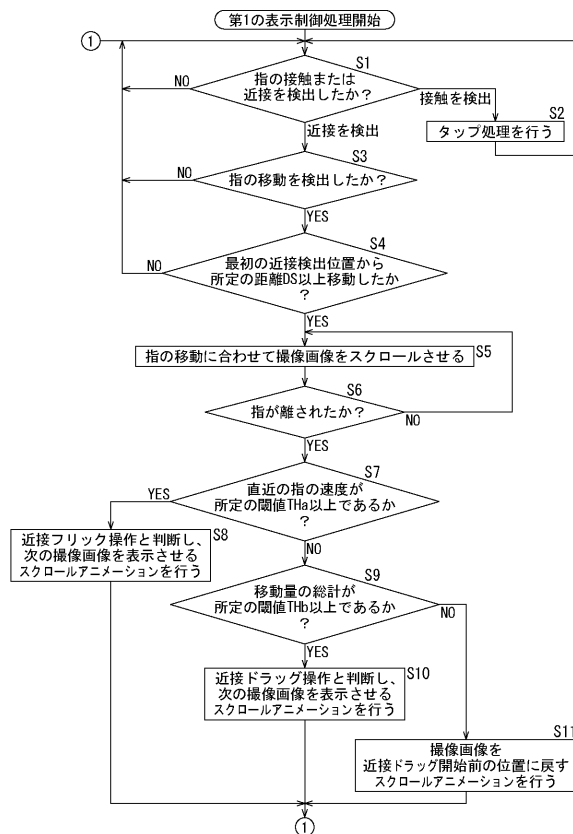 第1の表示制御処理開始
1
S1
指の接触または
近接を検出したか?
NO
接触を検出
近接を検出
S2
タップ処理を行う
S3
指の移動を検出したか?
NO
YES
S4
最初の近接検出位置から
所定の距離DS以上移動したか
?
NO
YES
指の移動に合わせて撮像画像をスクロールさせる
S5
S6
指が離されたか?
NO
YES
S7
直近の指の速度が
所定の閾値THa以上であるか
?
YES
NO
S8
近接フリック操作と判断し、
次の撮像画像を表示させる
スクロールアニメーションを行う
S9
移動量の総計が
所定の閾値THb以上であるか
?
NO
YES
S10
近接ドラッグ操作と判断し、
次の撮像画像を表示させる
スクロールアニメーションを行う
S11
撮像画像を
近接ドラッグ開始前の位置に戻す
スクロールアニメーションを行う
1